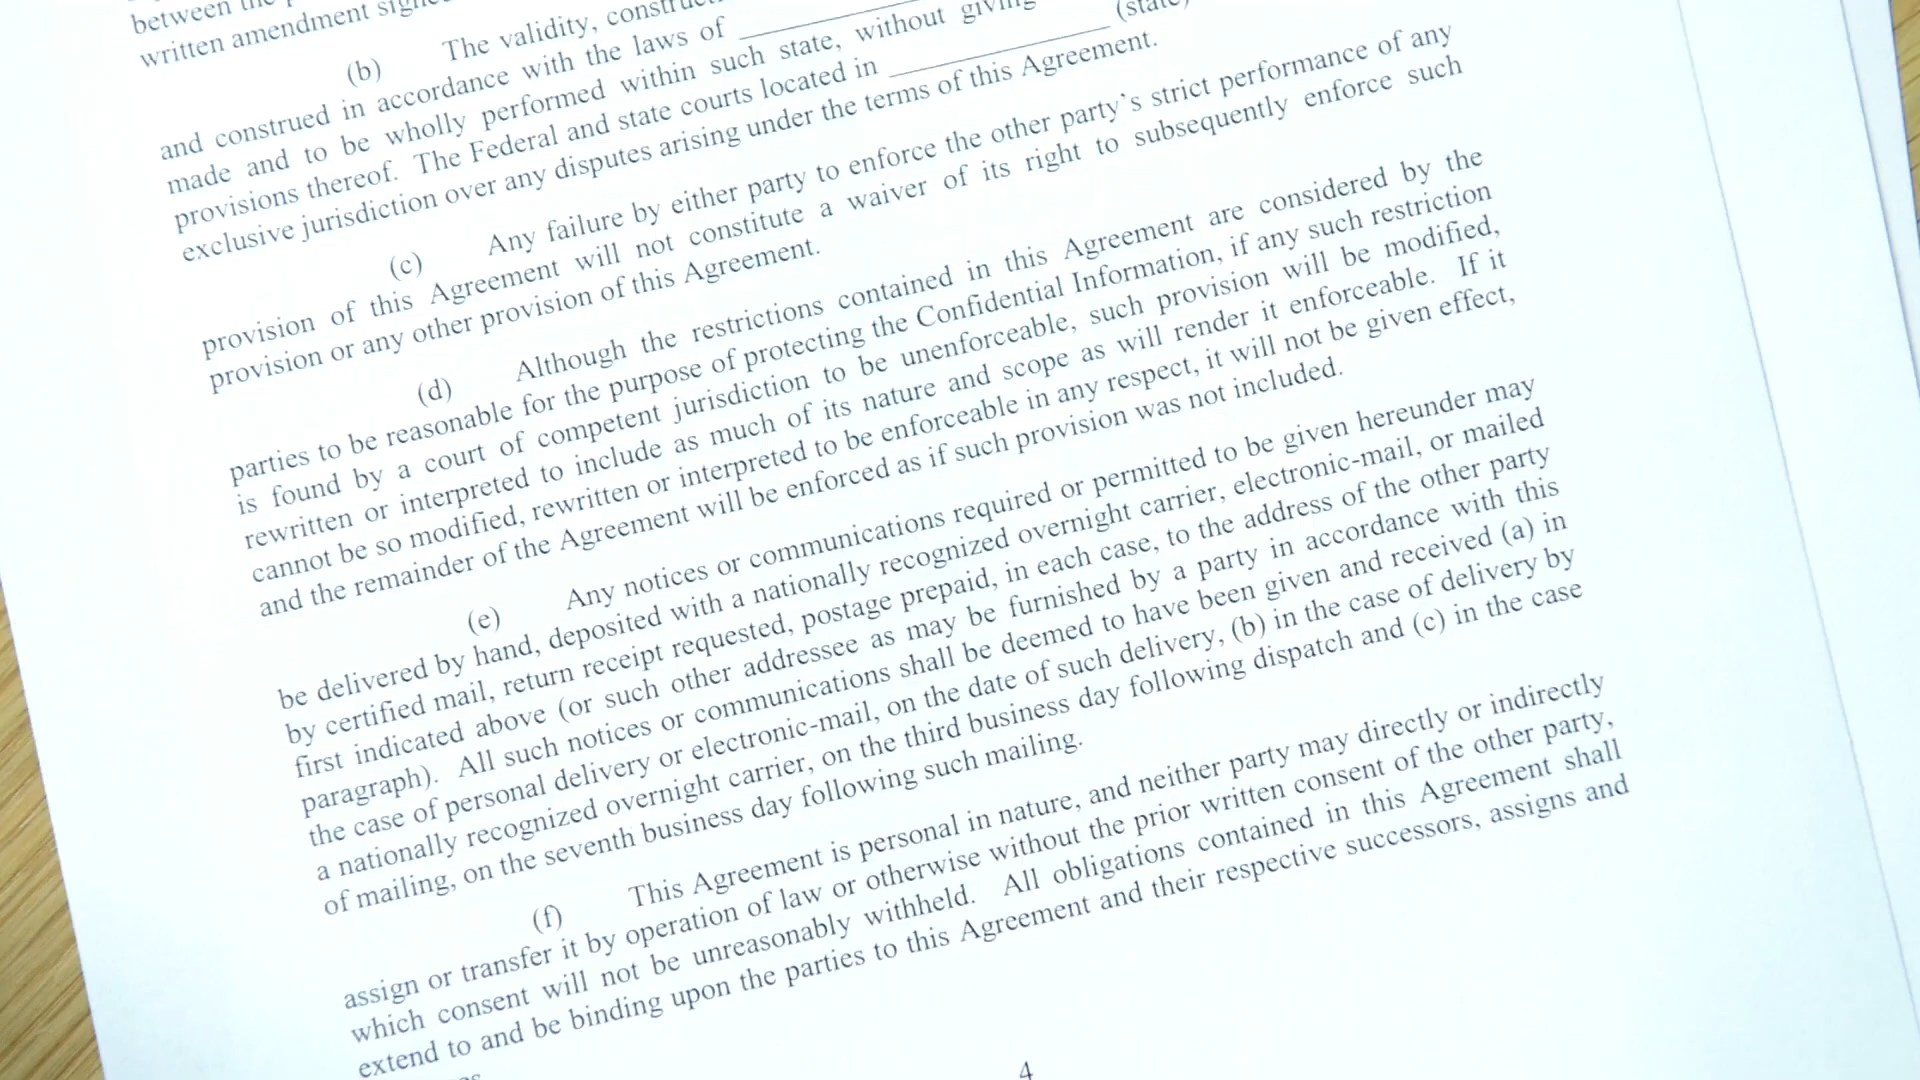 between the
written amendment
(b) The validity,
and construed in accordance with the laws of
made and to be wholly performed within such state, without giving
provisions thereof. The Federal and state courts located in (state)
exclusive jurisdiction over any disputes arising under the terms of this Agreement.
(c) Any failure by either party to enforce the other party's strict performance of any
provision of this Agreement will not constitute a waiver of its right to subsequently enforce such
provision or any other provision of this Agreement.
(d) Although the restrictions contained in this Agreement are considered by the
parties to be reasonable for the purpose of protecting the Confidential Information, if any such restriction
is found by a court of competent jurisdiction to be unenforceable, such provision will be modified,
rewritten or interpreted to include as much of its nature and scope as will render it enforceable. If it
cannot be so modified, rewritten or interpreted to be enforceable in any respect, it will not be given effect,
and the remainder of the Agreement will be enforced as if such provision was not included.
(e) Any notices or communications required or permitted to be given hereunder may
be delivered by hand, deposited with a nationally recognized overnight carrier, electronic-mail, or mailed
by certified mail, return receipt requested, postage prepaid, in each case, to the address of the other party
first indicated above (or such other addressee as may be furnished by a party in accordance with this
paragraph). All such notices or communications shall be deemed to have been given and received (a) in
the case of personal delivery or electronic-mail, on the date of such delivery, (b) in the case of delivery by
a nationally recognized overnight carrier, on the third business day following dispatch and (c) in the case
of mailing, on the seventh business day following such mailing.
(f) This Agreement is personal in nature, and neither party may directly or indirectly
assign or transfer it by operation of law or otherwise without the prior written consent of the other party,
which consent will not be unreasonably withheld. All obligations contained in this Agreement shall
extend to and be binding upon the parties to this Agreement and their respective successors, assigns and
4